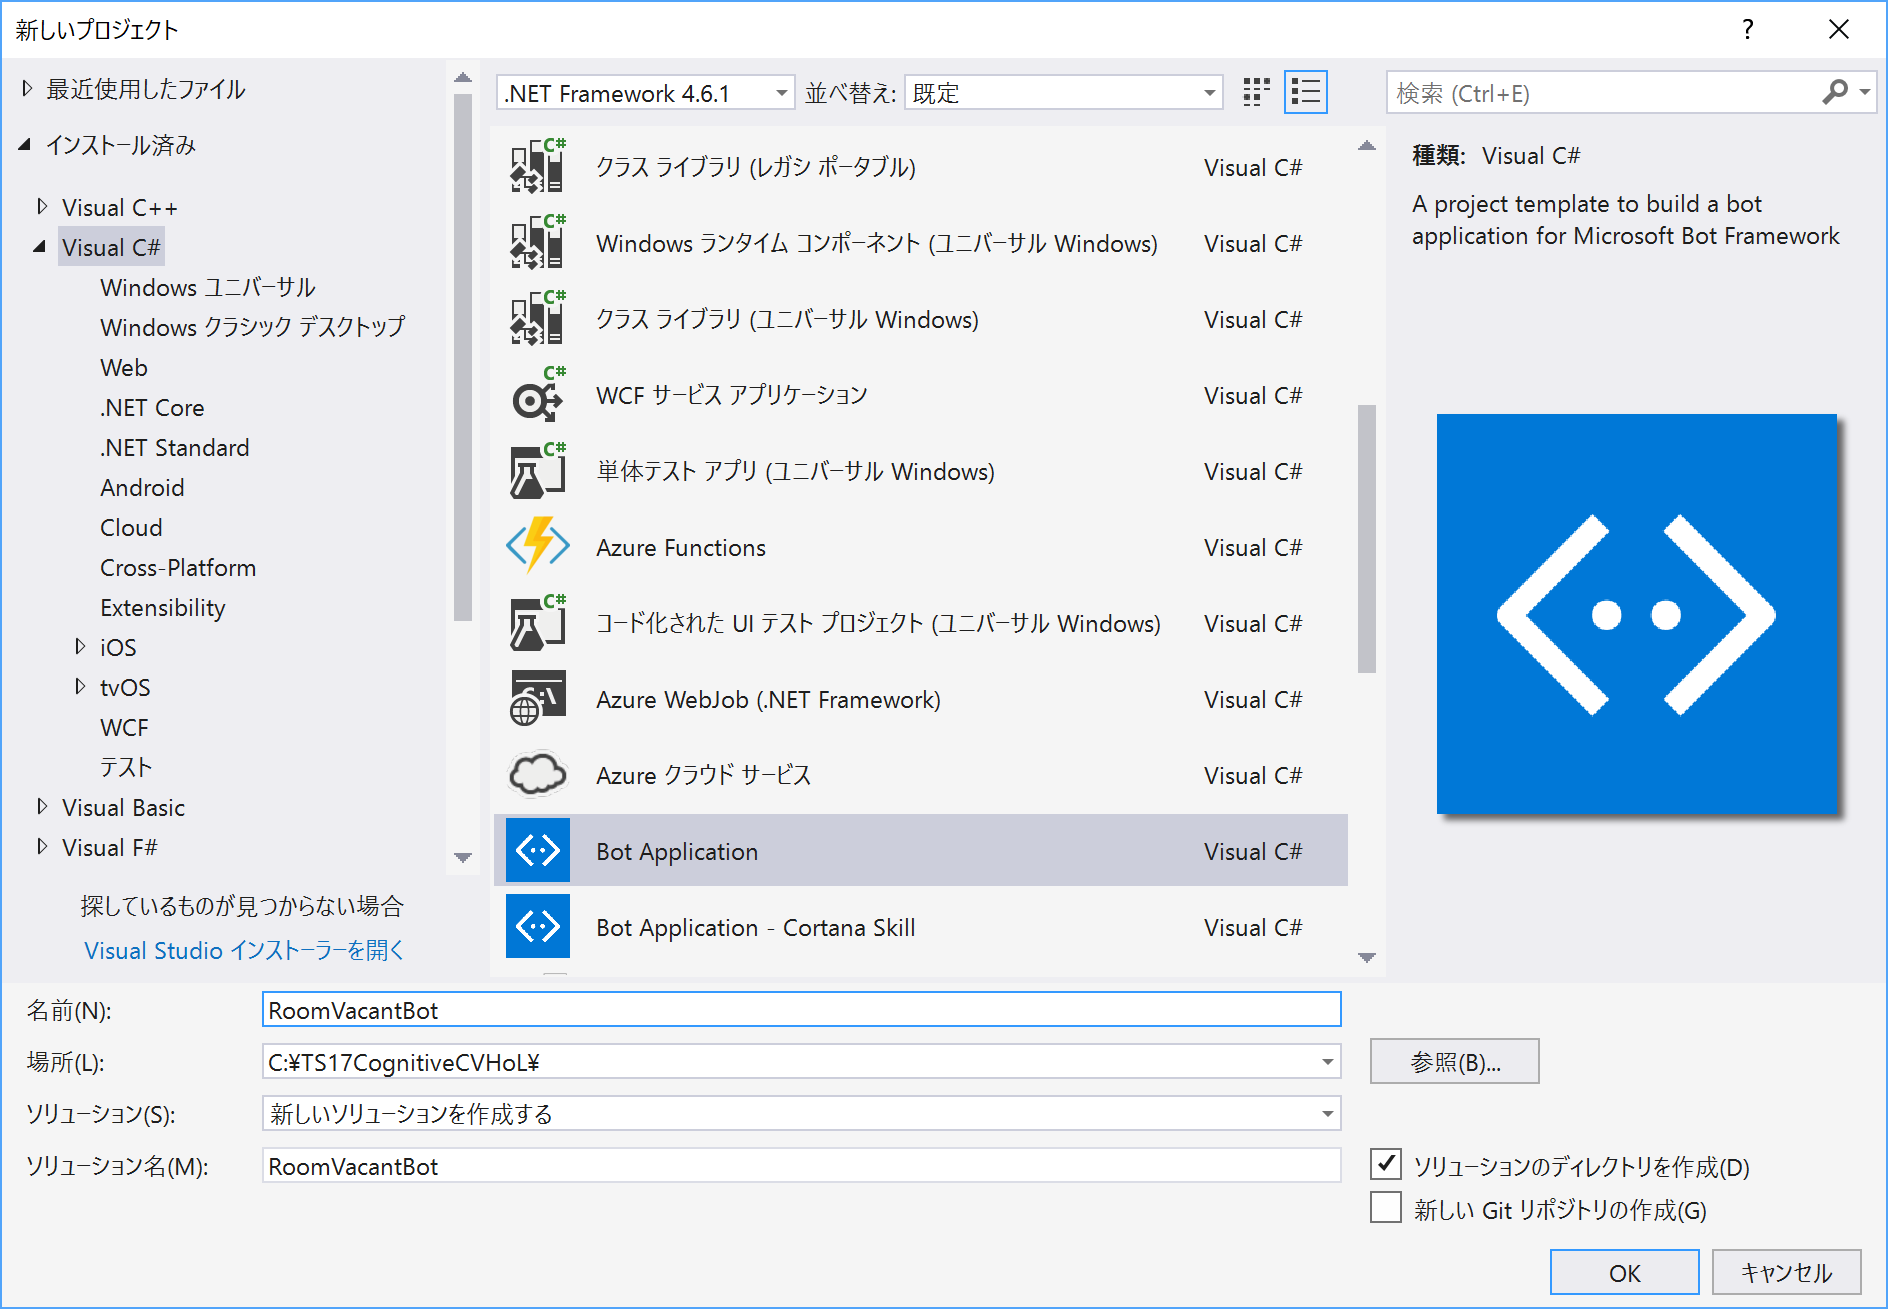 新しいプロジェクト
?
最近使用したファイル
インストール済み
Visual C++
Visual C#
Windows ユニバーサル
Windows クラシック デスクトップ
Web
.NET Core
.NET Standard
Android
Cloud
Cross-Platform
Extensibility
iOS
tvOS
WCF
テスト
Visual Basic
Visual F#
探しているものが見つからない場合
Visual Studio インストーラーを開く
.NET Framework 4.6.1 並べ替え: 既定
クラス ライブラリ (レガシ ポータブル) Visual C#
Windows ランタイム コンポーネント (ユニバーサル Windows) Visual C#
クラス ライブラリ (ユニバーサル Windows) Visual C#
WCF サービス アプリケーション Visual C#
単体テスト アプリ (ユニバーサル Windows) Visual C#
Azure Functions Visual C#
コード化された UI テスト プロジェクト (ユニバーサル Windows) Visual C#
Azure WebJob (.NET Framework) Visual C#
Azure クラウド サービス Visual C#
Bot Application Visual C#
Bot Application - Cortana Skill Visual C#
検索 (Ctrl+E)
種類: Visual C#
A project template to build a bot
application for Microsoft Bot Framework
名前(N): RoomVacantBot
場所(L): C:¥TS17CognitiveCVHoL¥ 参照(B)...
ソリューション(S): 新しいソリューションを作成する
ソリューション名(M): RoomVacantBot
ソリューションのディレクトリを作成(D)
新しい Git リポジトリの作成(G)
OK キャンセル